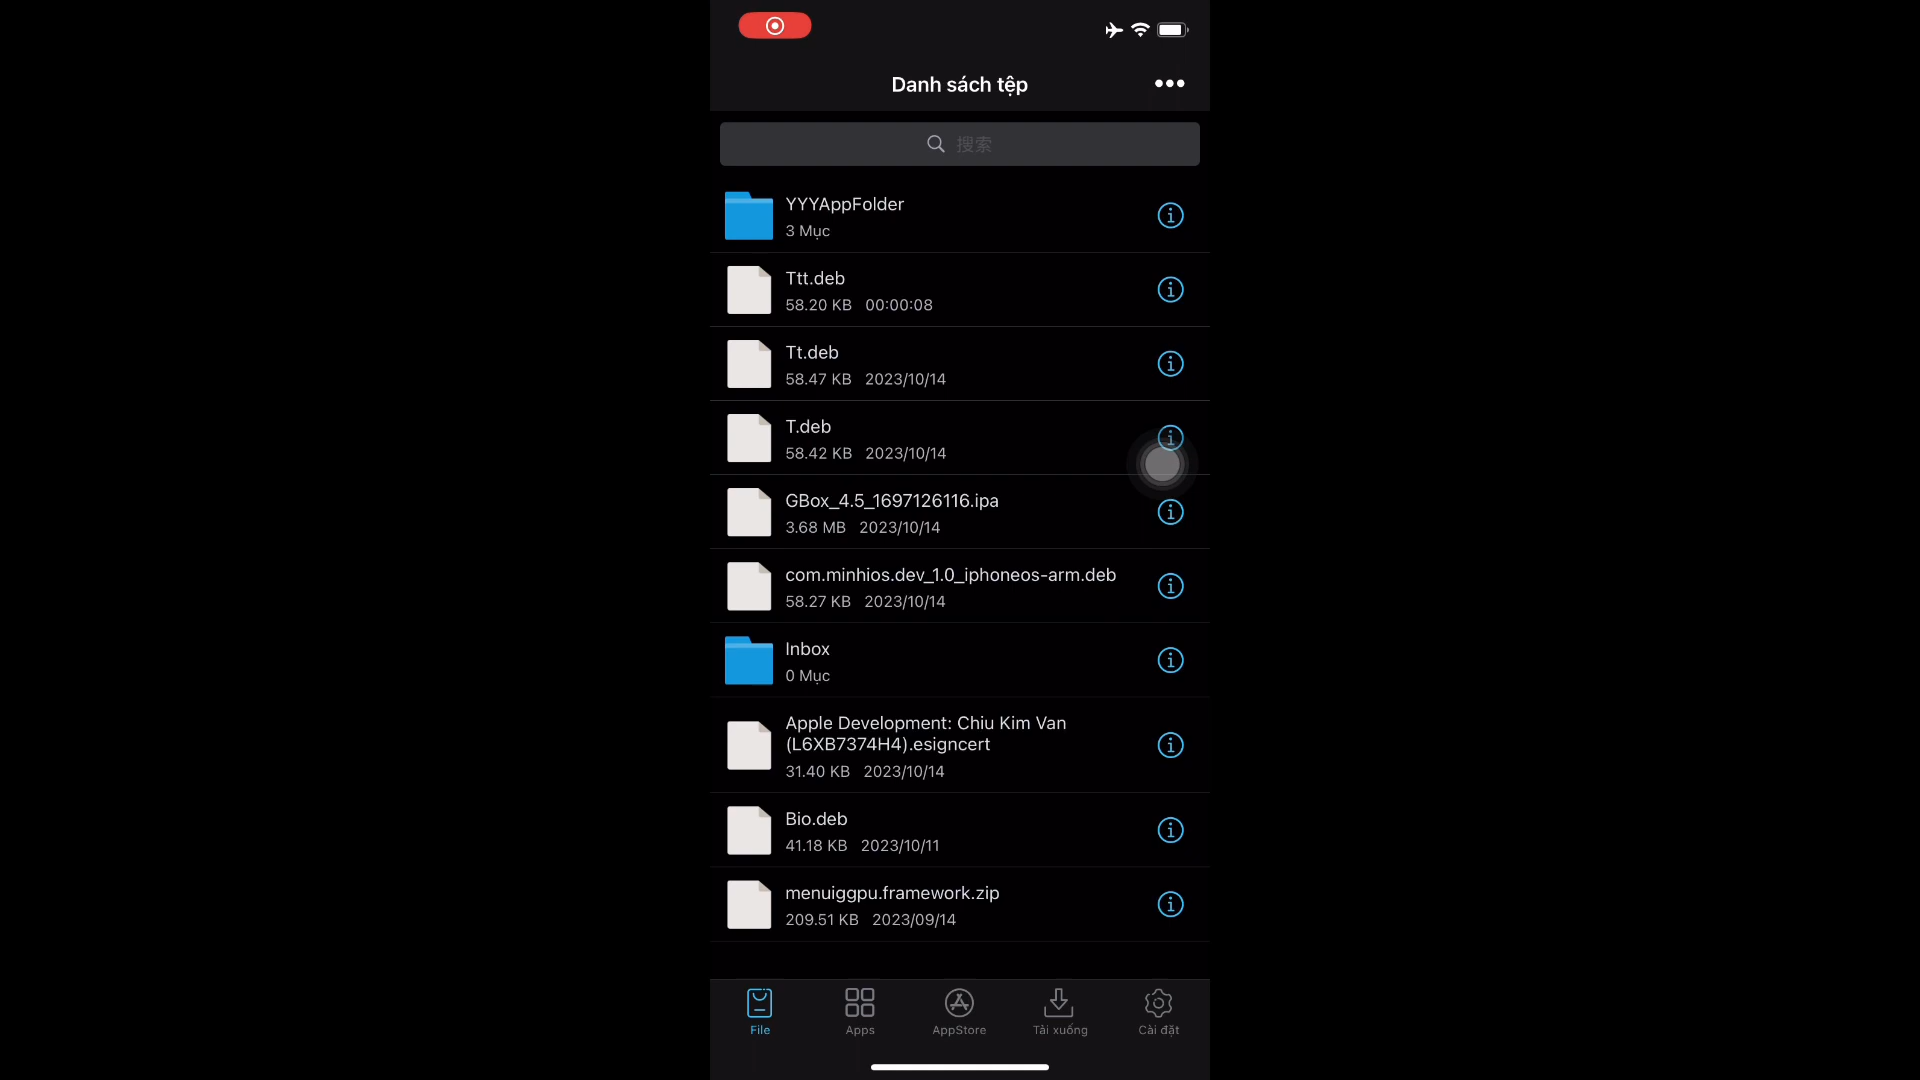 Danh sách tệp
搜索
YYYAppFolder
3 Mục
Ttt.deb
58.20 KB 00:00:08
Tt.deb
58.47 KB 2023/10/14
T.deb
58.42 KB 2023/10/14
GBox_4.5_1697126116.ipa
3.68 MB 2023/10/14
com.minhios.dev_1.0_iphoneos-arm.deb
58.27 KB 2023/10/14
Inbox
0 Mục
Apple Development: Chiu Kim Van
(L6XB7374H4).esigncert
31.40 KB 2023/10/14
Bio.deb
41.18 KB 2023/10/11
menuiggpu.framework.zip
209.51 KB 2023/09/14
File Apps AppStore Tải xuống Cài đặt